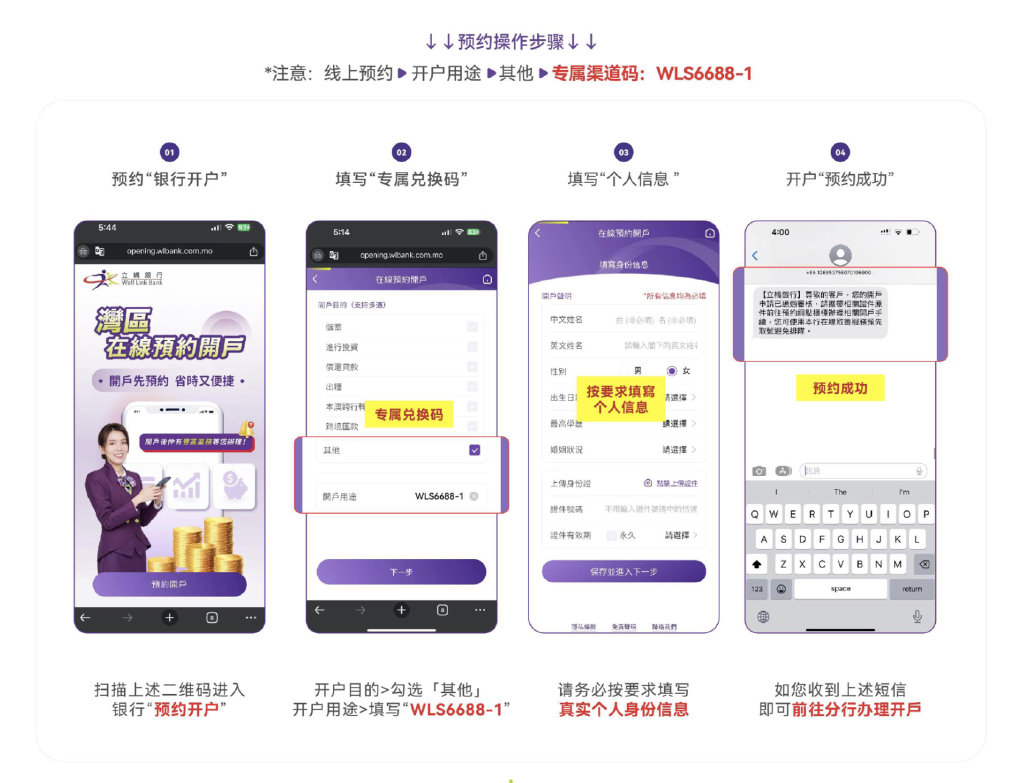 ↓↓预约操作步骤↓↓
*注意：线上预约▶开户用途▶其他▶专属渠道码：WLS6688-1
01
预约“银行开户”
5:44
opening.wlbank.com.mo
立橋銀行
Well Link Bank
灣區
在線預約開戶
• 開戶先預約 省時又便捷 •
開戶後仲有豐富業務等您辦理！
預約開戶
扫描上述二维码进入
银行“预约开户”
02
填写“专属兑换码”
5:14
opening.wlbank.com.mo
在線預約開戶
開戶目的（支持多選）
儲蓄
進行投資
償還貸款
出糧
本澳跨行轉
专属兑换码
跨境匯款
其他
開戶用途 WLS6688-1
下一步
开户目的>勾选「其他」
开户用途>填写“WLS6688-1”
03
填写“个人信息 ”
在線預約開戶
填寫身份信息
開戶聲明 *所有信息均為必填
中文姓名 姓 (非必填) 名 (非必填)
英文姓名 請輸入閣下的英文姓名
性別 男 女
按要求填寫
个人信息
出生日 請選擇
最高學歷 請選擇
婚姻狀況 請選擇
上傳身份證 點擊上傳證件
證件號碼 不用輸入證件號碼中的括號
證件有效期 永久 請選擇
保存並進入下一步
隱私條款 免責聲明 聯絡我們
请务必按要求填写
真实个人身份信息
04
开户“预约成功”
4:00
【立橋銀行】尊敬的客戶，您的開戶
申請已通過審核，請攜帶相關證件原
件前往預約網點櫃檯辦理相關開戶手
續，您可使用本行在線取籌服務預先
取號避免排隊。
预约成功
訊息
I The I'm
Q W E R T Y U I O P
A S D F G H J K L
Z X C V B N M
123 space return
如您收到上述短信
即可前往分行办理开戶